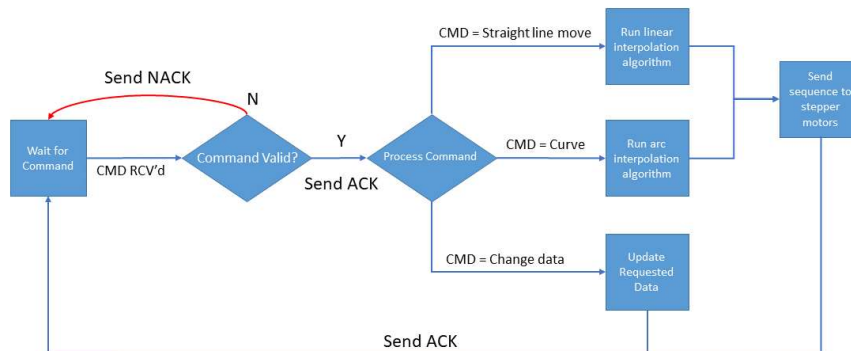 CMD = Straight line move
Run linear
interpolation
algorithm
Send
sequence to
stepper
motors
Send NACK
N
Wait for
Command
CMD RCV'd
Command Valid?
Y
Send ACK
Process Command
CMD = Curve
Run arc
interpolation
algorithm
CMD = Change data
Update
Requested
Data
Send ACK